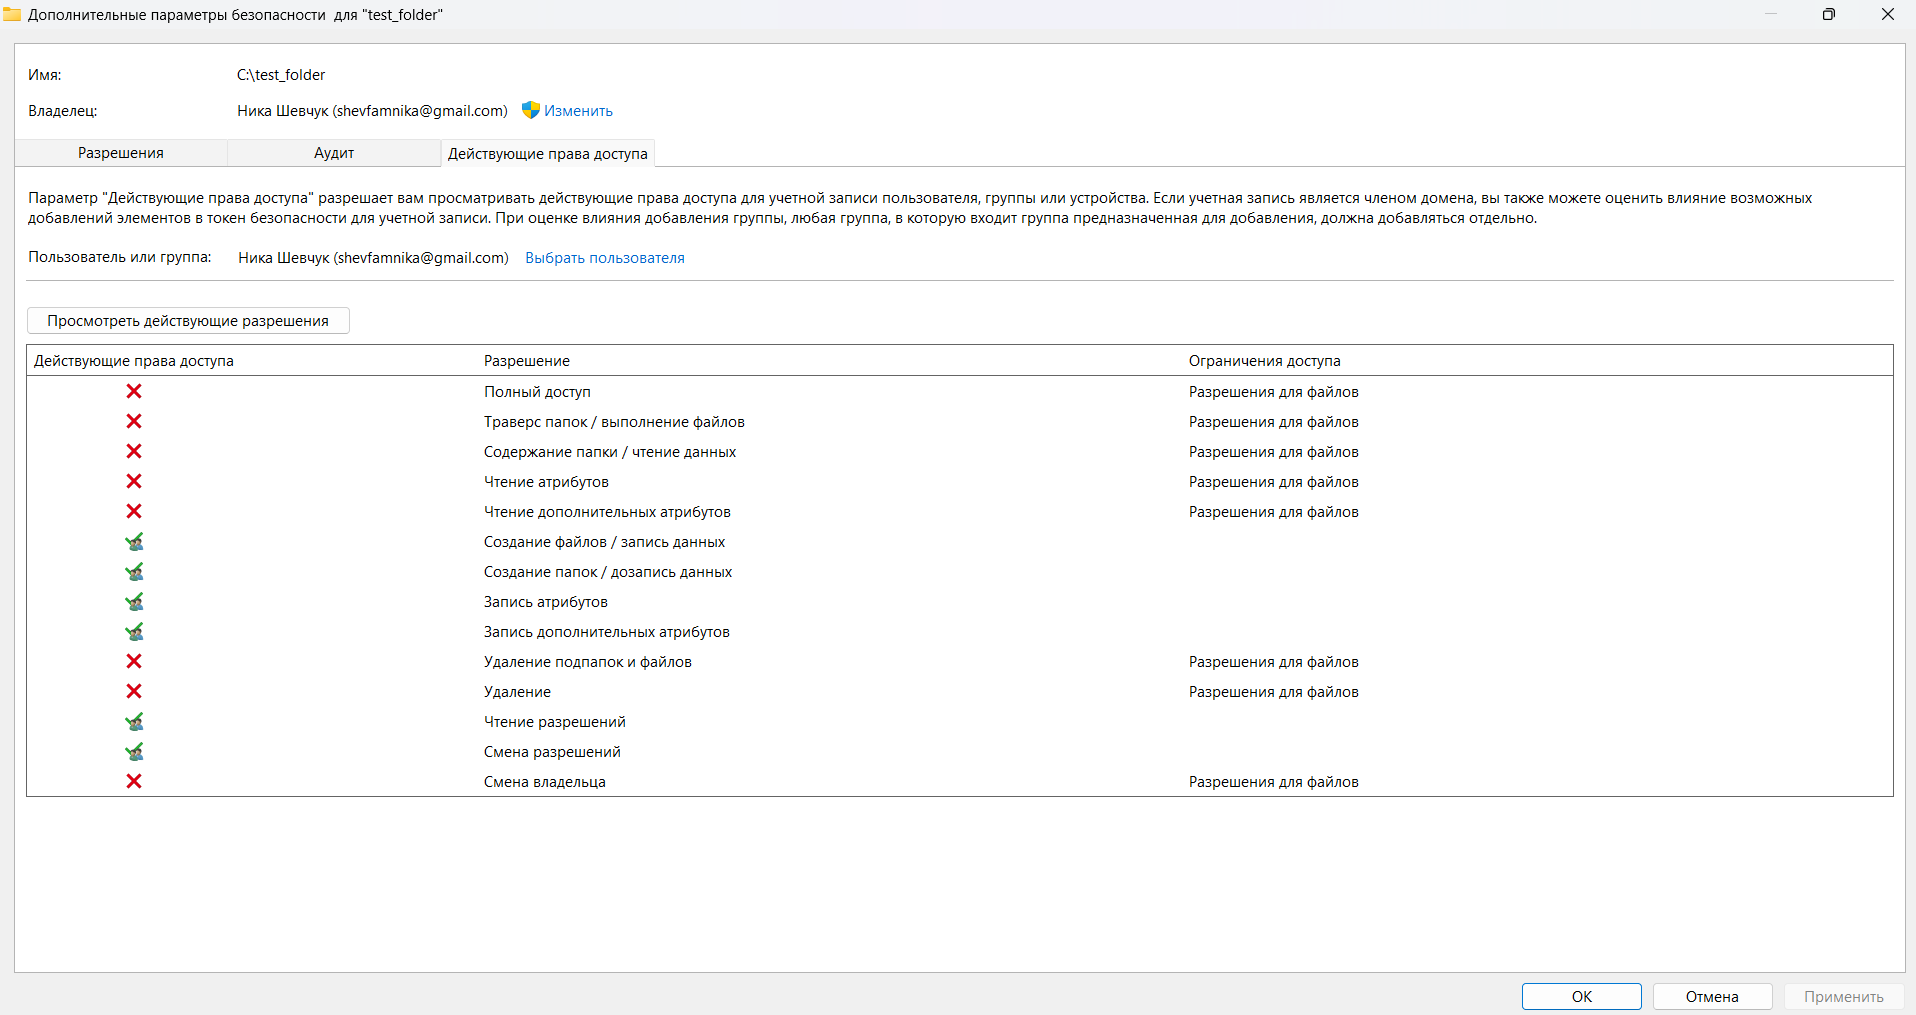 Дополнительные параметры безопасности  для "test_folder"
Имя: C:\test_folder
Владелец: Ника Шевчук (shevfamnika@gmail.com) Изменить
Разрешения Аудит Действующие права доступа
Параметр "Действующие права доступа" разрешает вам просматривать действующие права доступа для учетной записи пользователя, группы или устройства. Если учетная запись является членом домена, вы также можете оценить влияние возможных
добавлений элементов в токен безопасности для учетной записи. При оценке влияния добавления группы, любая группа, в которую входит группа предназначенная для добавления, должна добавляться отдельно.
Пользователь или группа: Ника Шевчук (shevfamnika@gmail.com) Выбрать пользователя
Просмотреть действующие разрешения
Действующие права доступа Разрешение Ограничения доступа
Полный доступ Разрешения для файлов
Траверс папок / выполнение файлов Разрешения для файлов
Содержание папки / чтение данных Разрешения для файлов
Чтение атрибутов Разрешения для файлов
Чтение дополнительных атрибутов Разрешения для файлов
Создание файлов / запись данных
Создание папок / дозапись данных
Запись атрибутов
Запись дополнительных атрибутов
Удаление подпапок и файлов Разрешения для файлов
Удаление Разрешения для файлов
Чтение разрешений
Смена разрешений
Смена владельца Разрешения для файлов
ОК Отмена Применить